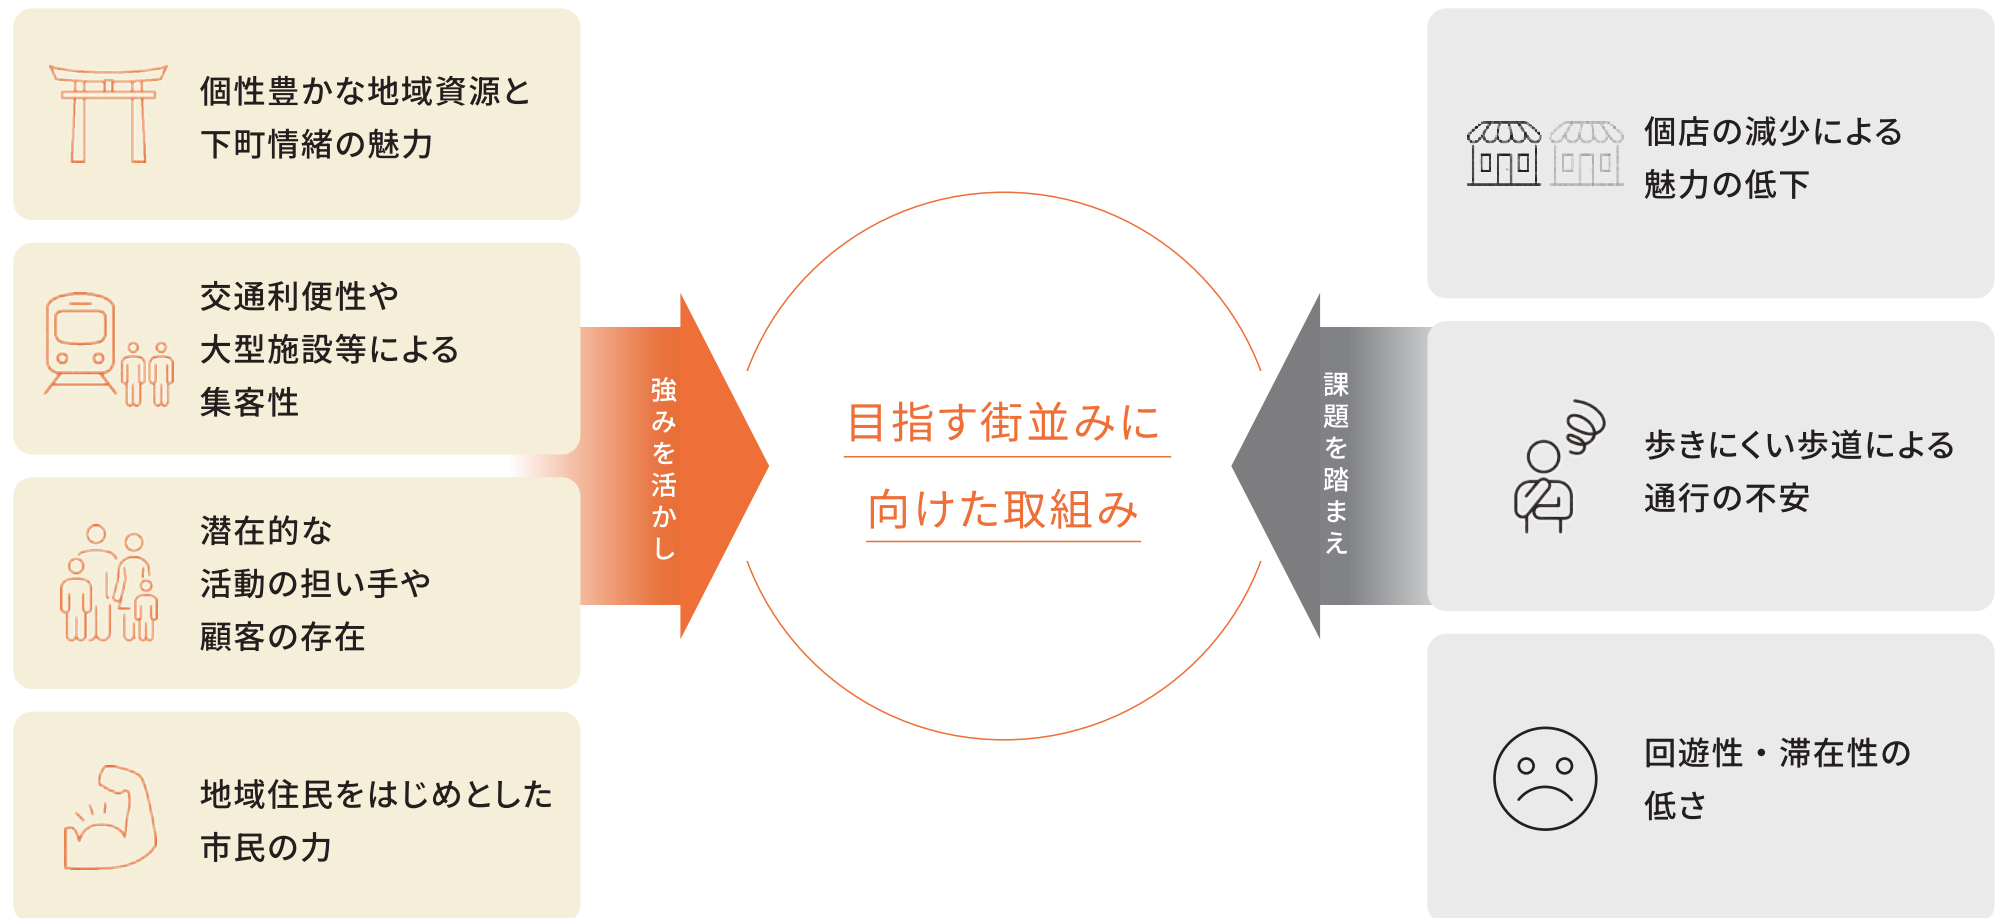 個性豊かな地域資源と
下町情緒の魅力
交通利便性や
大型施設等による
集客性
潜在的な
活動の担い手や
顧客の存在
地域住民をはじめとした
市民の力
強みを活かし
目指す街並みに
向けた取組み
課題を踏まえ
個店の減少による
魅力の低下
歩きにくい歩道による
通行の不安
回遊性・滞在性の
低さ